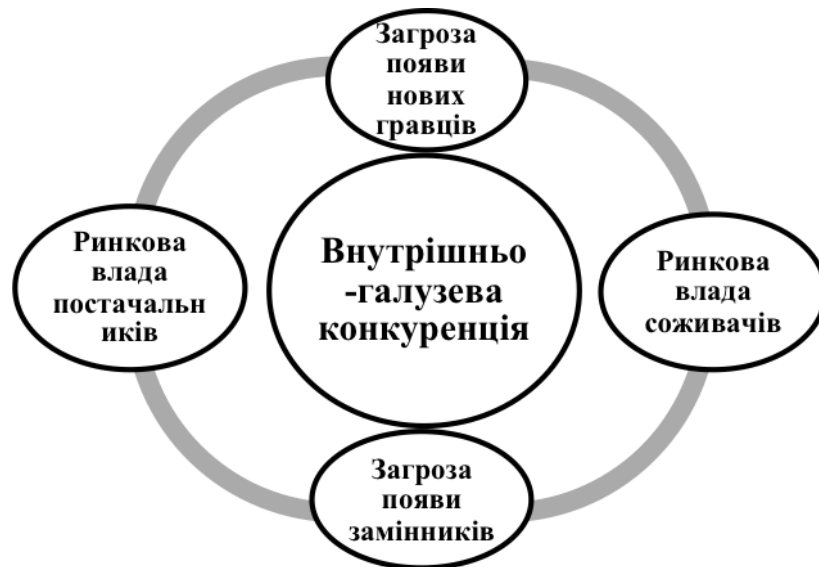 Загроза
появи
нових
гравців
Ринкова
влада
постачальн
иків
Внутрішньо
-галузева
конкуренція
Ринкова
влада
соживачів
Загроза
появи
замінників